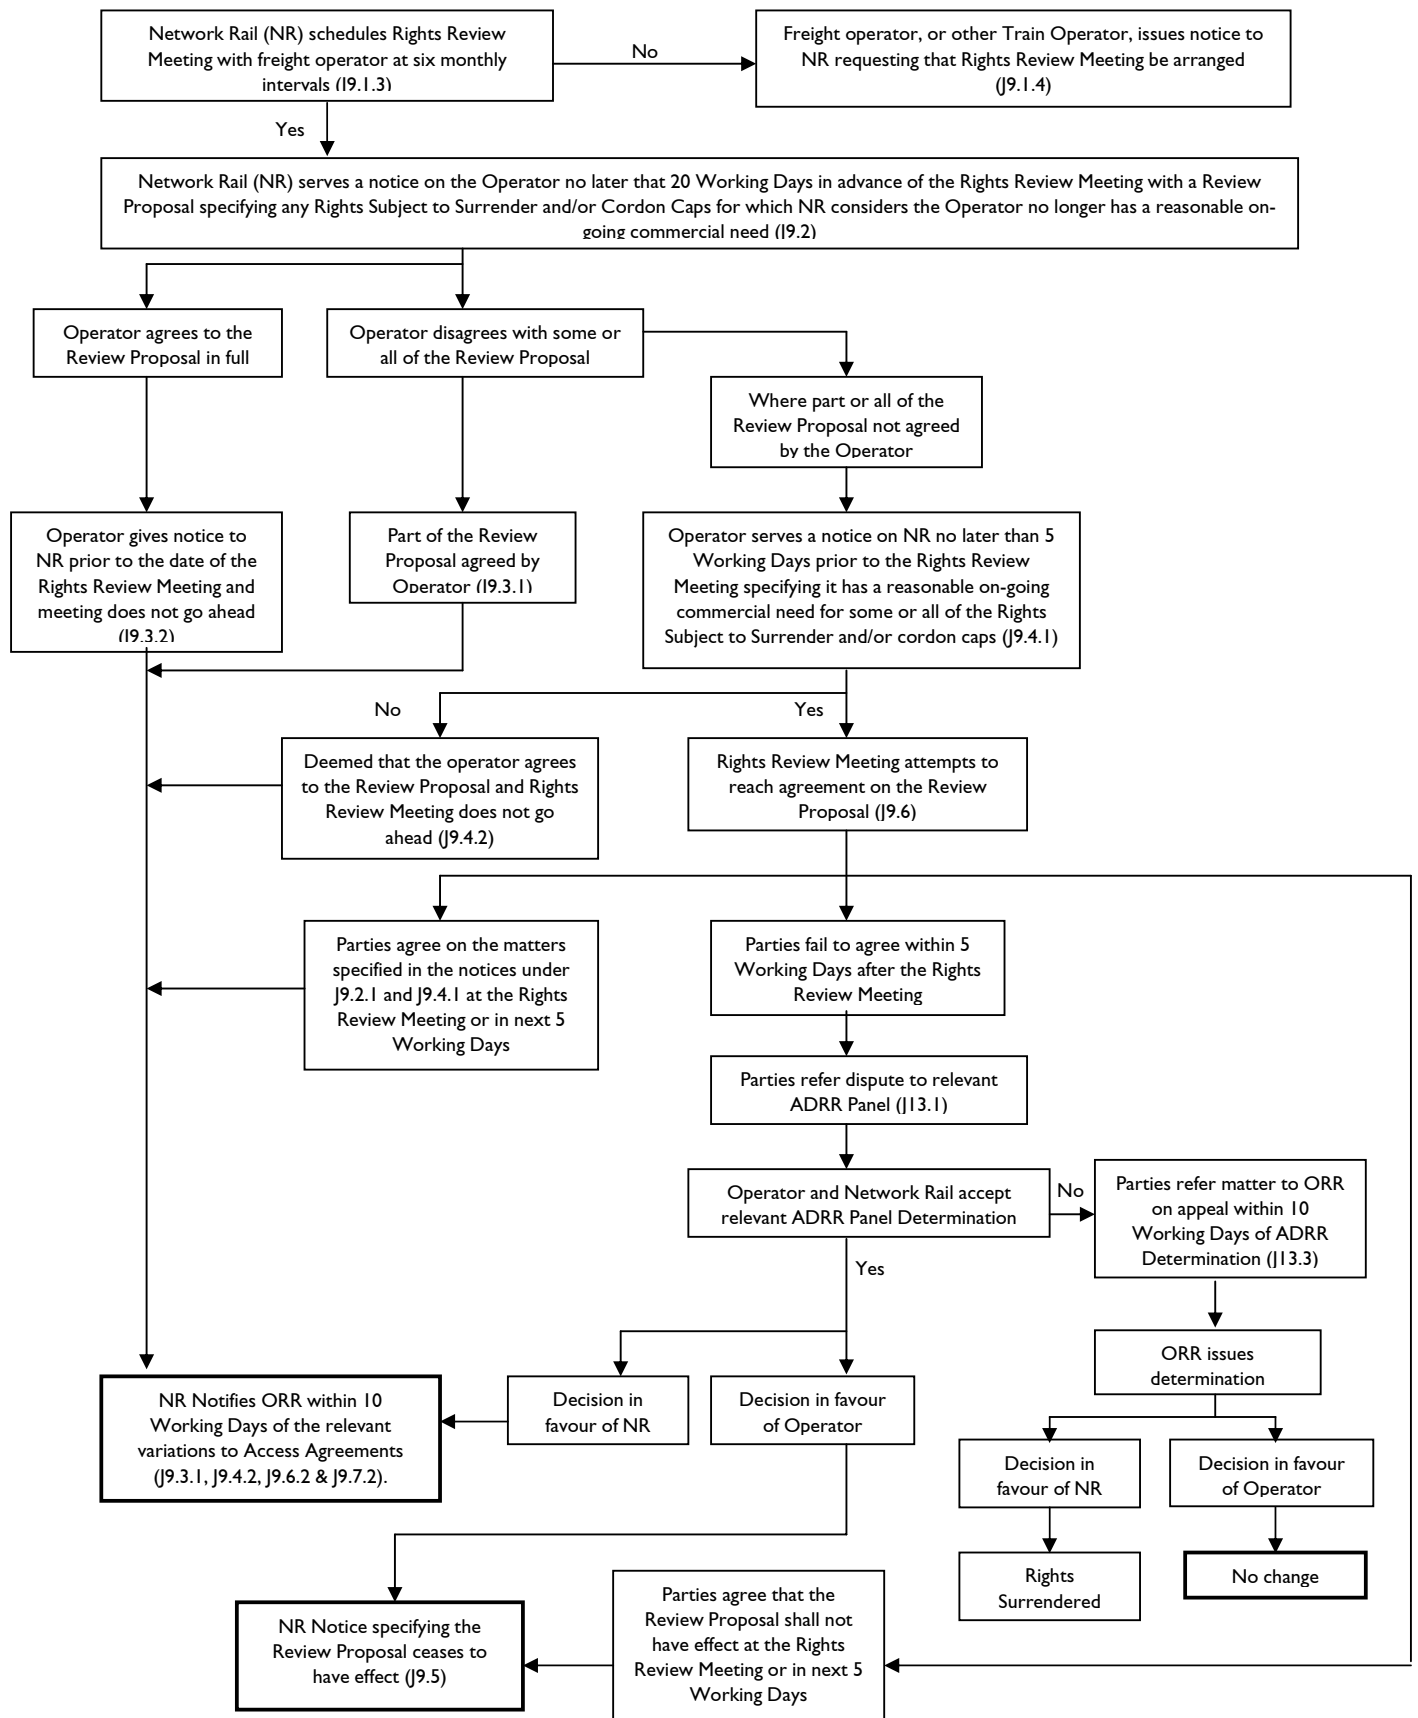 Network Rail (NR) schedules Rights Review
Meeting with freight operator at six monthly
intervals (J9.1.3)
No
Freight operator, or other Train Operator, issues notice to
NR requesting that Rights Review Meeting be arranged
(J9.1.4)
Yes
Network Rail (NR) serves a notice on the Operator no later that 20 Working Days in advance of the Rights Review Meeting with a Review
Proposal specifying any Rights Subject to Surrender and/or Cordon Caps for which NR considers the Operator no longer has a reasonable on-
going commercial need (J9.2)
Operator agrees to the
Review Proposal in full
Operator disagrees with some or
all of the Review Proposal
Where part or all of the
Review Proposal not agreed
by the Operator
Operator gives notice to
NR prior to the date of the
Rights Review Meeting and
meeting does not go ahead
(J9.3.2)
Part of the Review
Proposal agreed by
Operator (J9.3.1)
Operator serves a notice on NR no later than 5
Working Days prior to the Rights Review
Meeting specifying it has a reasonable on-going
commercial need for some or all of the Rights
Subject to Surrender and/or cordon caps (J9.4.1)
No
Yes
Deemed that the operator agrees
to the Review Proposal and Rights
Review Meeting does not go
ahead (J9.4.2)
Rights Review Meeting attempts to
reach agreement on the Review
Proposal (J9.6)
Parties agree on the matters
specified in the notices under
J9.2.1 and J9.4.1 at the Rights
Review Meeting or in next 5
Working Days
Parties fail to agree within 5
Working Days after the Rights
Review Meeting
Parties refer dispute to relevant
ADRR Panel (J13.1)
Operator and Network Rail accept
relevant ADRR Panel Determination
No
Parties refer matter to ORR
on appeal within 10
Working Days of ADRR
Determination (J13.3)
Yes
ORR issues
determination
NR Notifies ORR within 10
Working Days of the relevant
variations to Access Agreements
(J9.3.1, J9.4.2, J9.6.2 & J9.7.2).
Decision in
favour of NR
Decision in favour
of Operator
Decision in
favour of NR
Decision in favour
of Operator
Rights
Surrendered
No change
NR Notice specifying the
Review Proposal ceases to
have effect (J9.5)
Parties agree that the
Review Proposal shall not
have effect at the Rights
Review Meeting or in next 5
Working Days